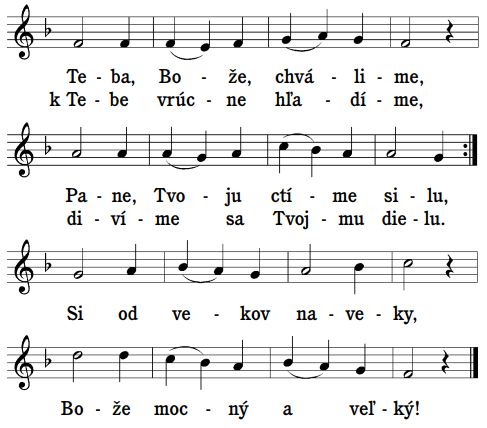 Te - ba, Bo - že, chvá - li - me,
k Te - be vrúc - ne hľa - dí - me,
Pa - ne, Tvo - ju ctí - me si - lu,
di - ví - me sa Tvoj - mu die - lu.
Si od ve - kov na - ve - ky,
Bo - že moc - ný a veľ - ký!